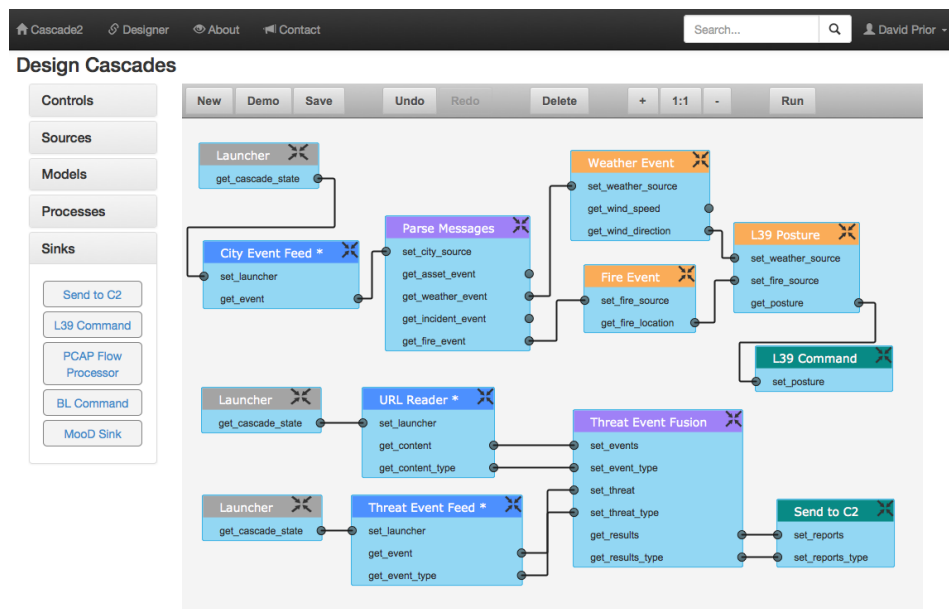 Cascade2 Designer About Contact Search... David Prior
Design Cascades
Controls
Sources
Models
Processes
Sinks
Send to C2
L39 Command
PCAP Flow
Processor
BL Command
MooD Sink
New Demo Save Undo Redo Delete + 1:1 - Run
Launcher
get_cascade_state
City Event Feed *
set_launcher
get_event
Parse Messages
set_city_source
get_asset_event
get_weather_event
get_incident_event
get_fire_event
Weather Event
set_weather_source
get_wind_speed
get_wind_direction
Fire Event
set_fire_source
get_fire_location
L39 Posture
set_weather_source
set_fire_source
get_posture
L39 Command
set_posture
Launcher
get_cascade_state
URL Reader *
set_launcher
get_content
get_content_type
Threat Event Fusion
set_events
set_event_type
set_threat
set_threat_type
get_results
get_results_type
Launcher
get_cascade_state
Threat Event Feed *
set_launcher
get_event
get_event_type
Send to C2
set_reports
set_reports_type